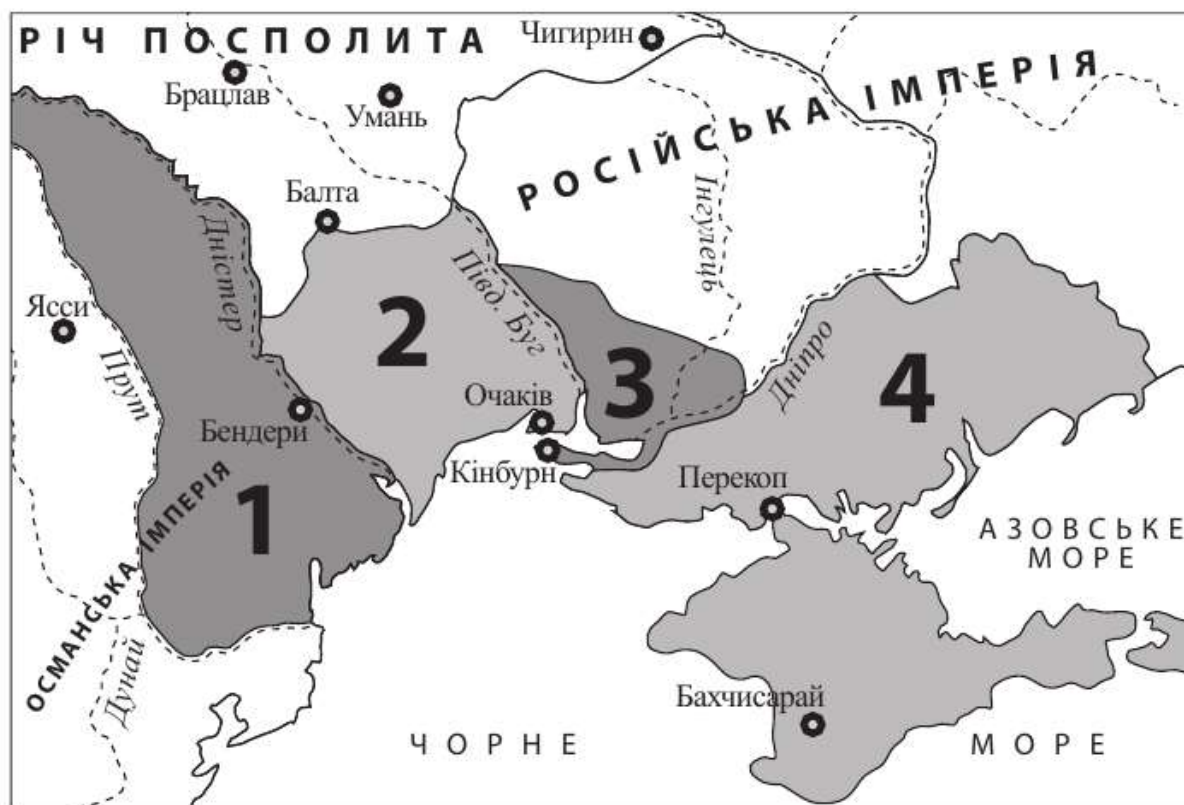 РІЧ ПОСПОЛИТА
Чигирин
Брацлав
Умань
РОСІЙСЬКА ІМПЕРІЯ
Балта
Дністер
Півд. Буг
Інгулець
Ясси
Прут
2
3
4
Дніпро
Очаків
Бендери
Кінбурн
Перекоп
1
ОСМАНСЬКА ІМПЕРІЯ
АЗОВСЬКЕ
МОРЕ
Дунай
Бахчисарай
ЧОРНЕ МОРЕ